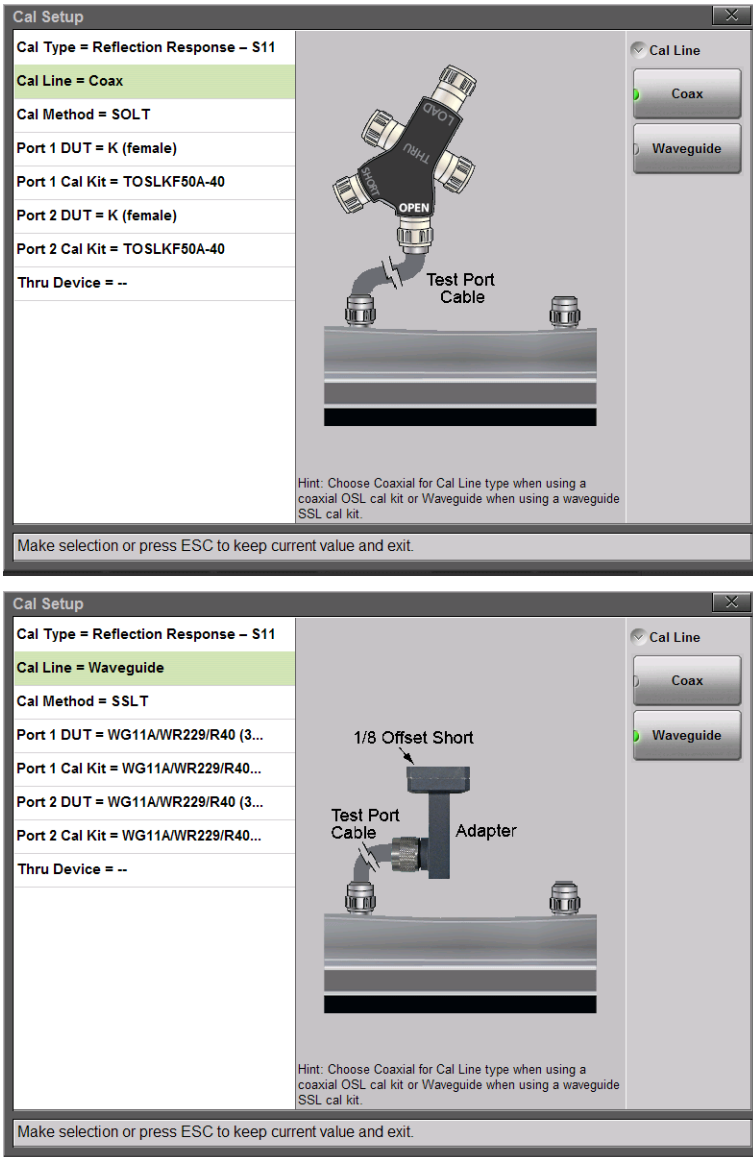 Cal Setup
Cal Type = Reflection Response – S11
Cal Line = Coax
Cal Method = SOLT
Port 1 DUT = K (female)
Port 1 Cal Kit = TOSLKF50A-40
Port 2 DUT = K (female)
Port 2 Cal Kit = TOSLKF50A-40
Thru Device = --
LOAD
THRU
SHORT
OPEN
Test Port
Cable
Hint: Choose Coaxial for Cal Line type when using a
coaxial OSL cal kit or Waveguide when using a waveguide
SSL cal kit.
Cal Line
Coax
Waveguide
Make selection or press ESC to keep current value and exit.
Cal Setup
Cal Type = Reflection Response – S11
Cal Line = Waveguide
Cal Method = SSLT
Port 1 DUT = WG11A/WR229/R40 (3...
Port 1 Cal Kit = WG11A/WR229/R40...
Port 2 DUT = WG11A/WR229/R40 (3...
Port 2 Cal Kit = WG11A/WR229/R40...
Thru Device = --
1/8 Offset Short
Test Port
Cable
Adapter
Hint: Choose Coaxial for Cal Line type when using a
coaxial OSL cal kit or Waveguide when using a waveguide
SSL cal kit.
Cal Line
Coax
Waveguide
Make selection or press ESC to keep current value and exit.